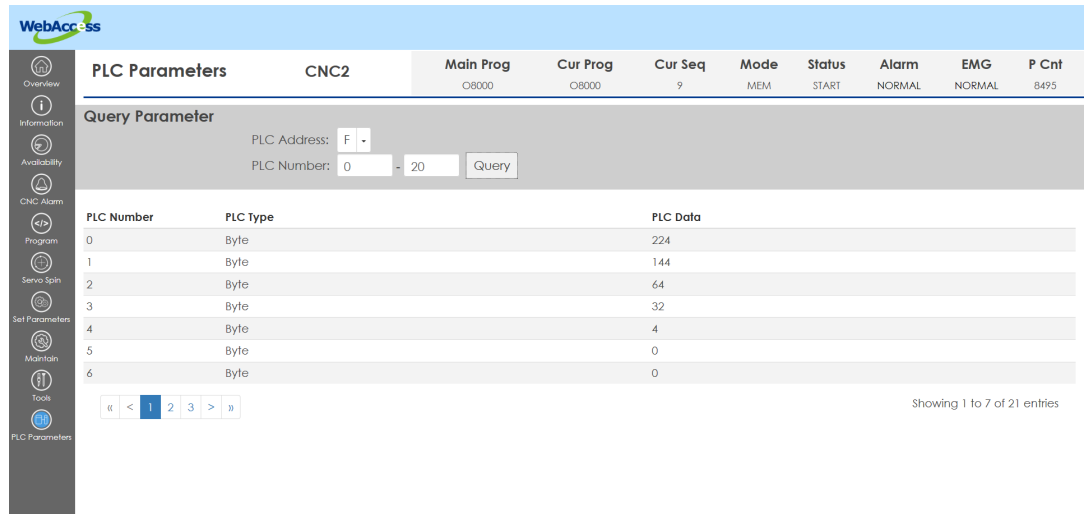 WebAccess
Overview
Information
Availability
CNC Alarm
Program
Servo Spin
Set Parameters
Maintain
Tools
PLC Parameters
PLC Parameters CNC2 Main Prog Cur Prog Cur Seq Mode Status Alarm EMG P Cnt
O8000 O8000 9 MEM START NORMAL NORMAL 8495
Query Parameter
PLC Address: F
PLC Number: 0 - 20 Query
PLC Number PLC Type PLC Data
0 Byte 224
1 Byte 144
2 Byte 64
3 Byte 32
4 Byte 4
5 Byte 0
6 Byte 0
« < 1 2 3 > » Showing 1 to 7 of 21 entries